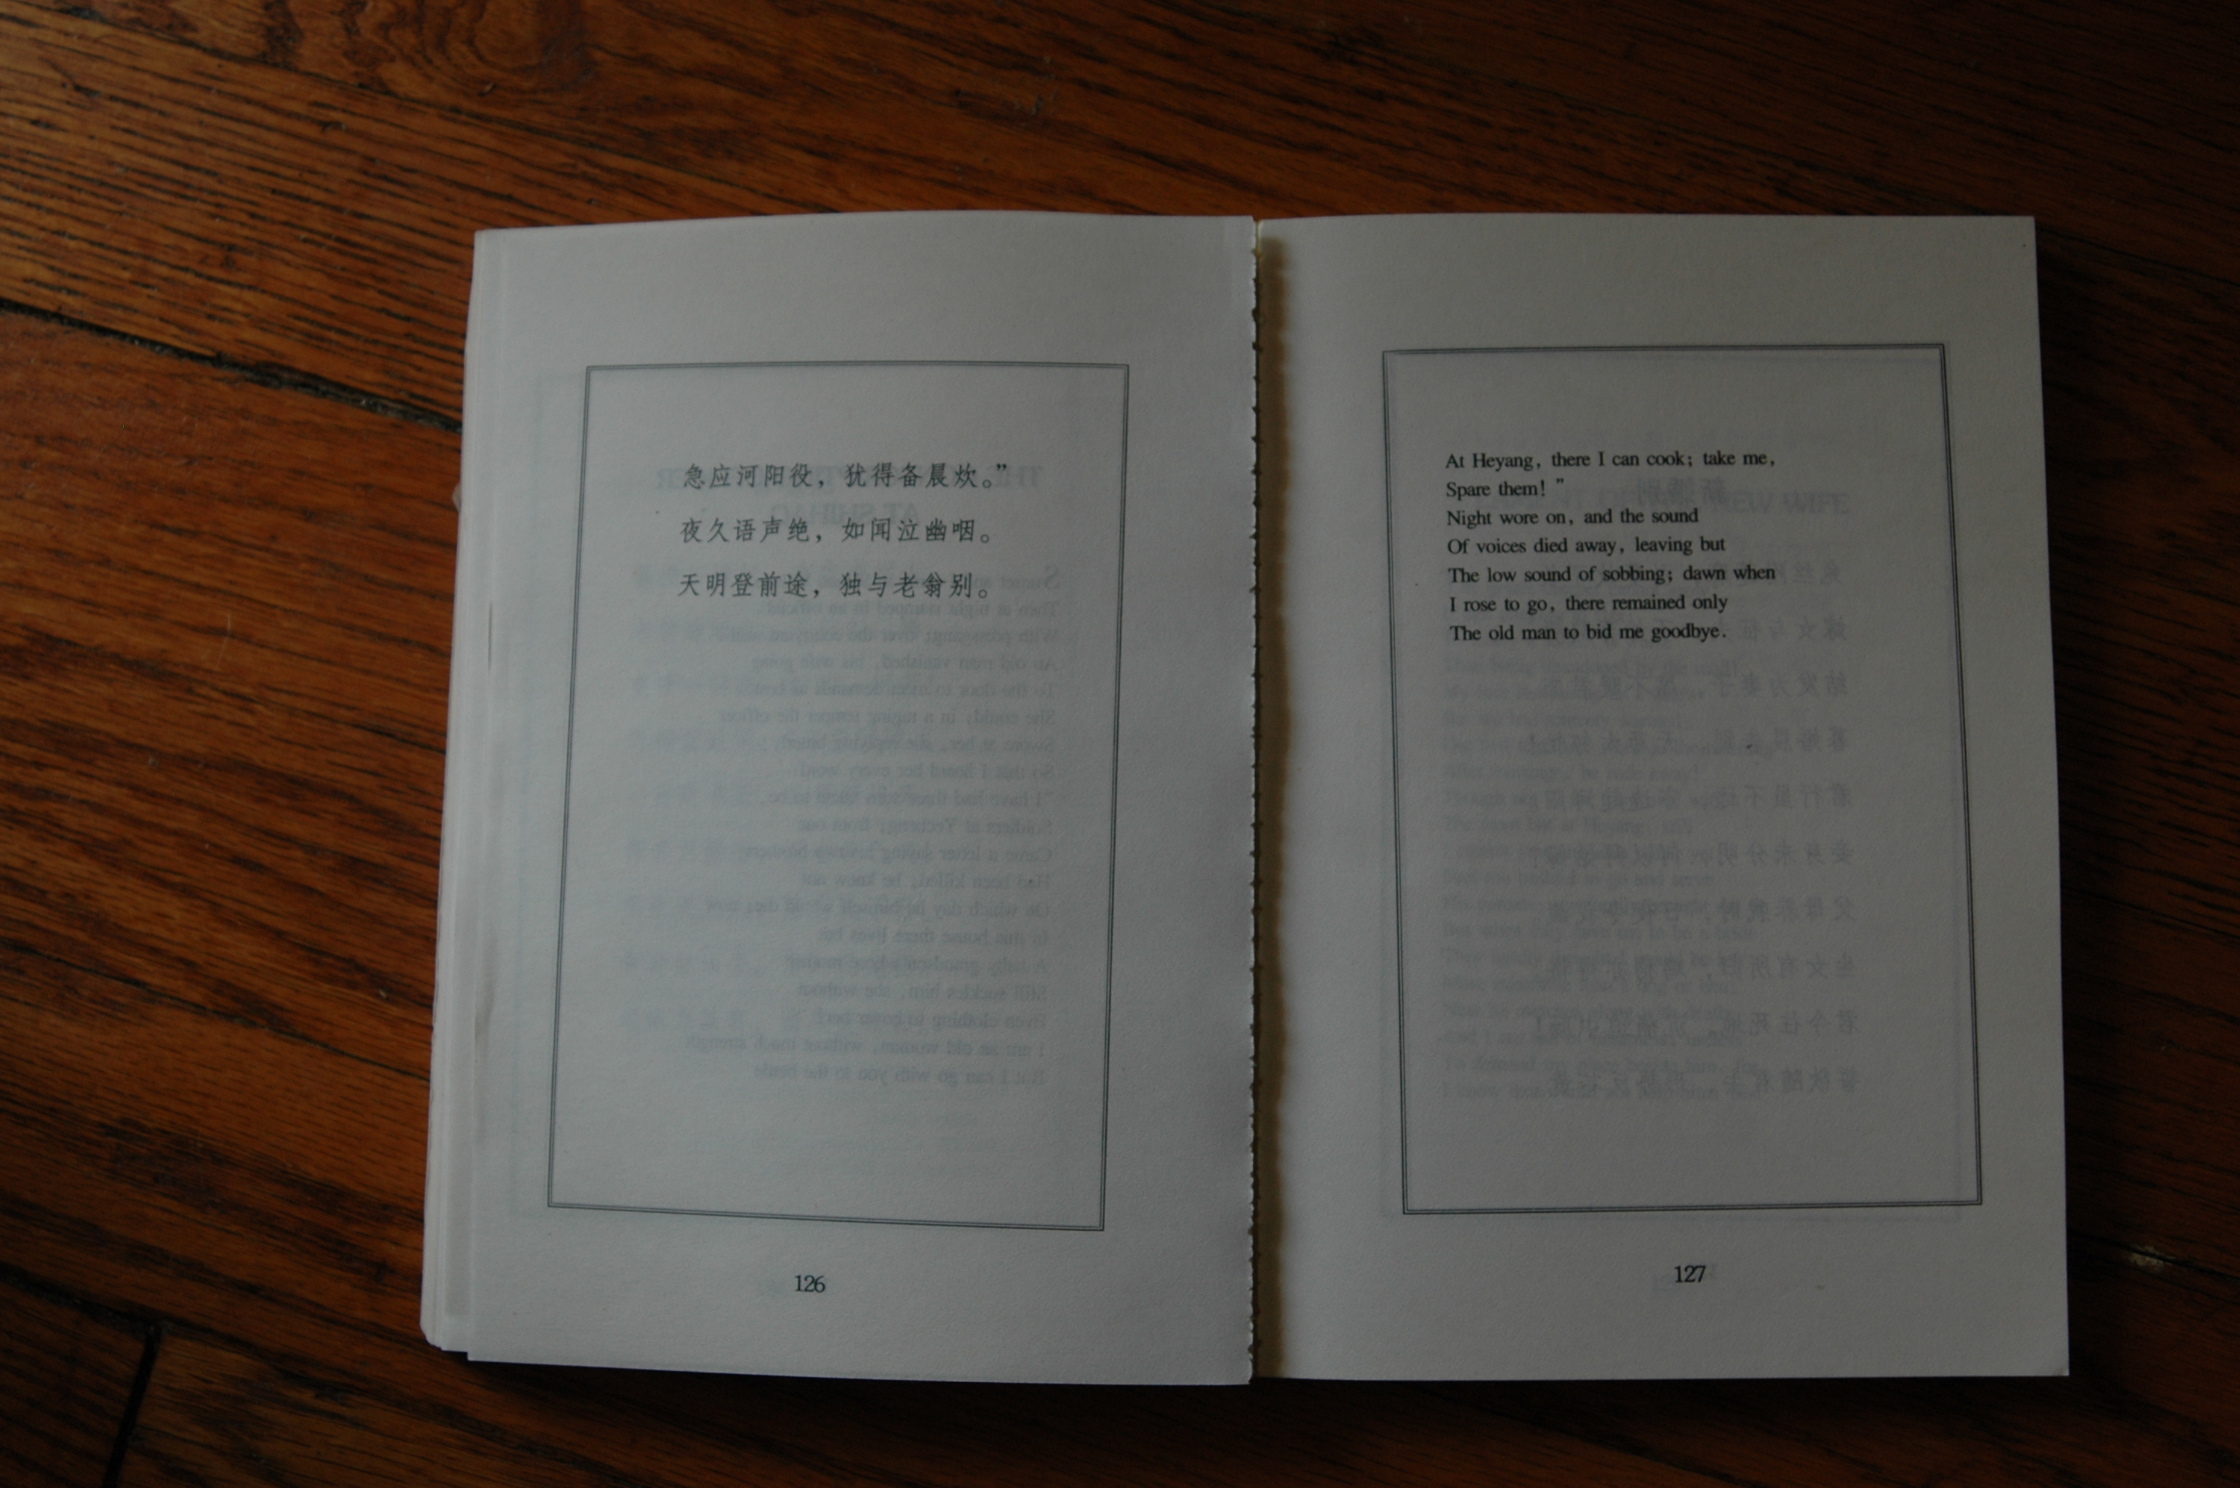 急应河阳役，犹得备晨炊。”
夜久语声绝，如闻泣幽咽。
天明登前途，独与老翁别。
126
At Heyang, there I can cook; take me,
Spare them! ”
Night wore on, and the sound
Of voices died away, leaving but
The low sound of sobbing; dawn when
I rose to go, there remained only
The old man to bid me goodbye.
127